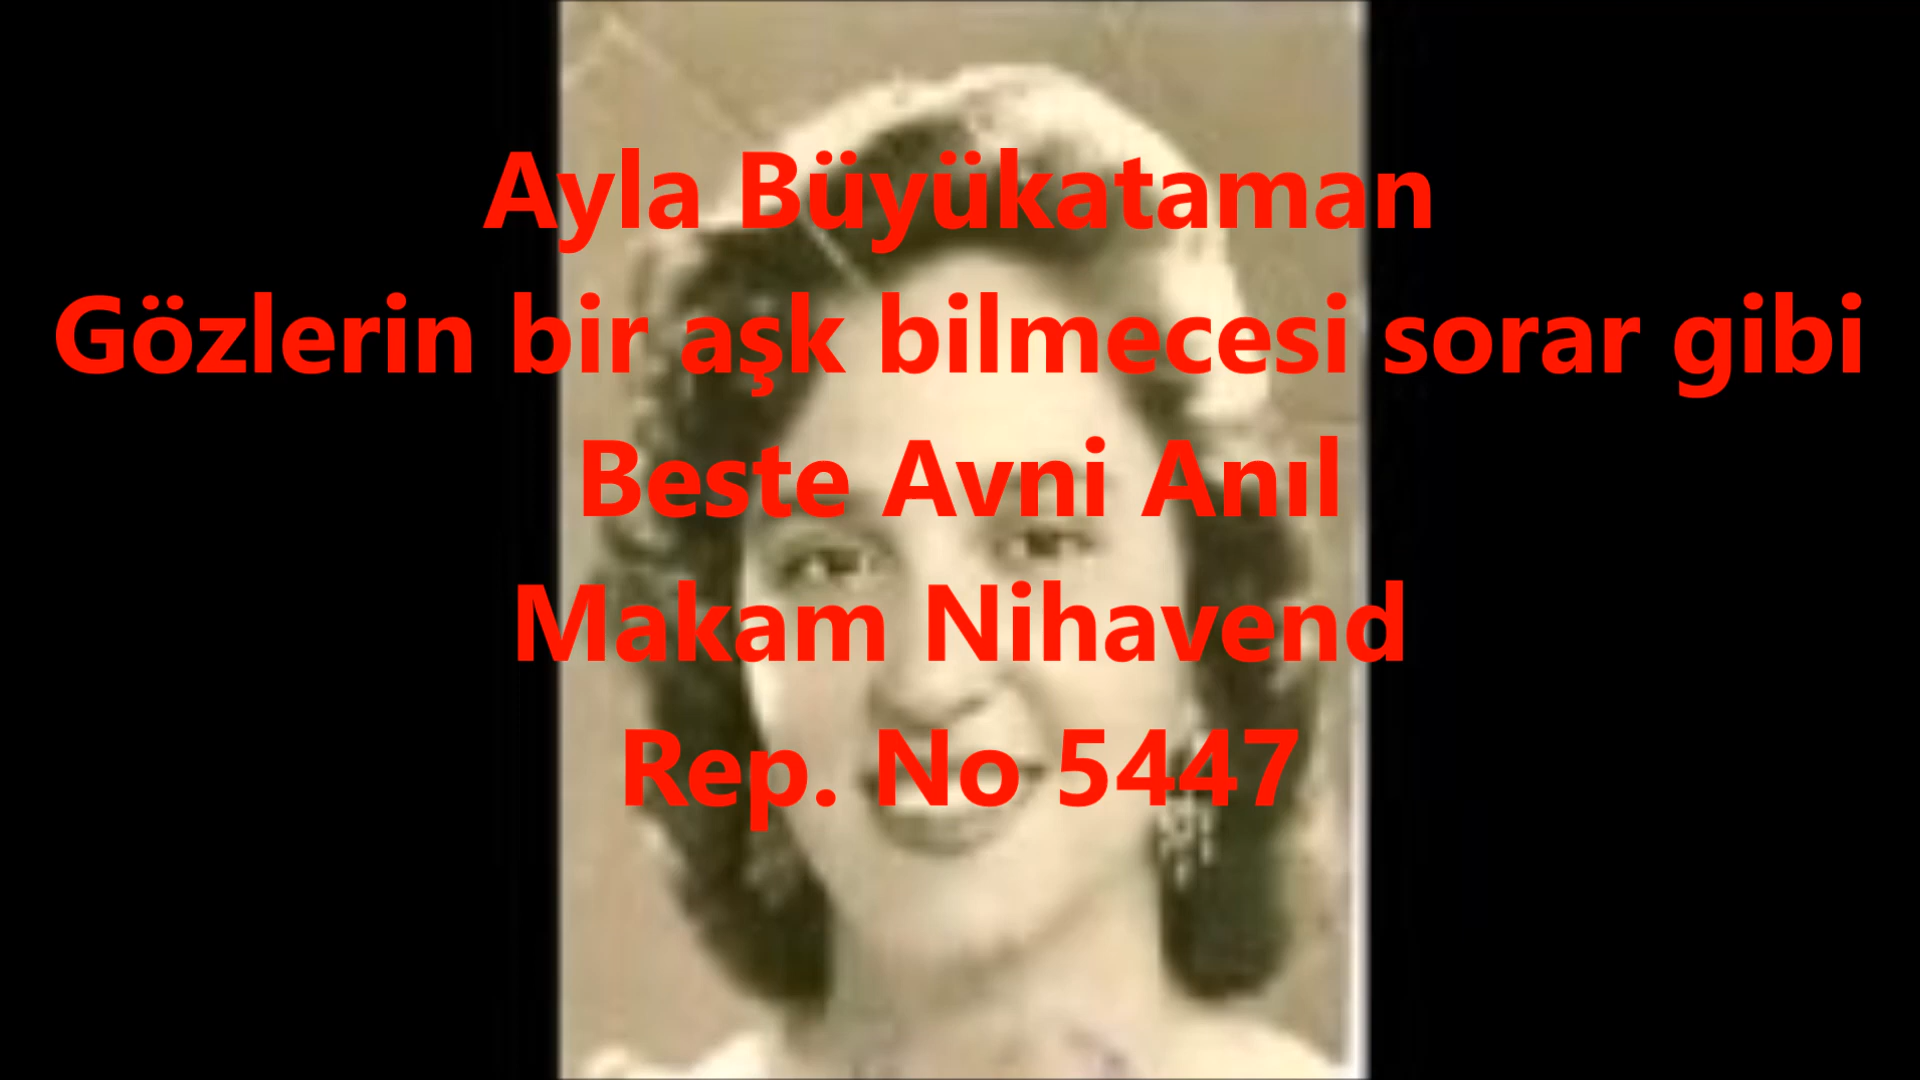 Ayla Büyükataman
Gözlerin bir aşk bilmecesi sorar gibi
Beste Avni Anıl
Makam Nihavend
Rep. No 5447